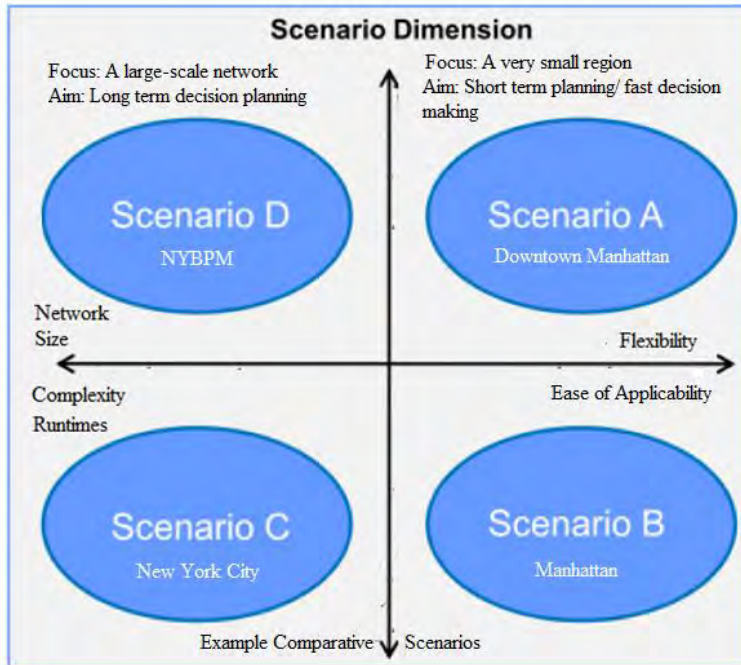 Scenario Dimension
Focus: A large-scale network
Aim: Long term decision planning
Focus: A very small region
Aim: Short term planning/ fast decision
making
Scenario D
NYBPM
Scenario A
Downtown Manhattan
Network
Size
Flexibility
Complexity
Runtimes
Ease of Applicability
Scenario C
New York City
Scenario B
Manhattan
Example Comparative Scenarios